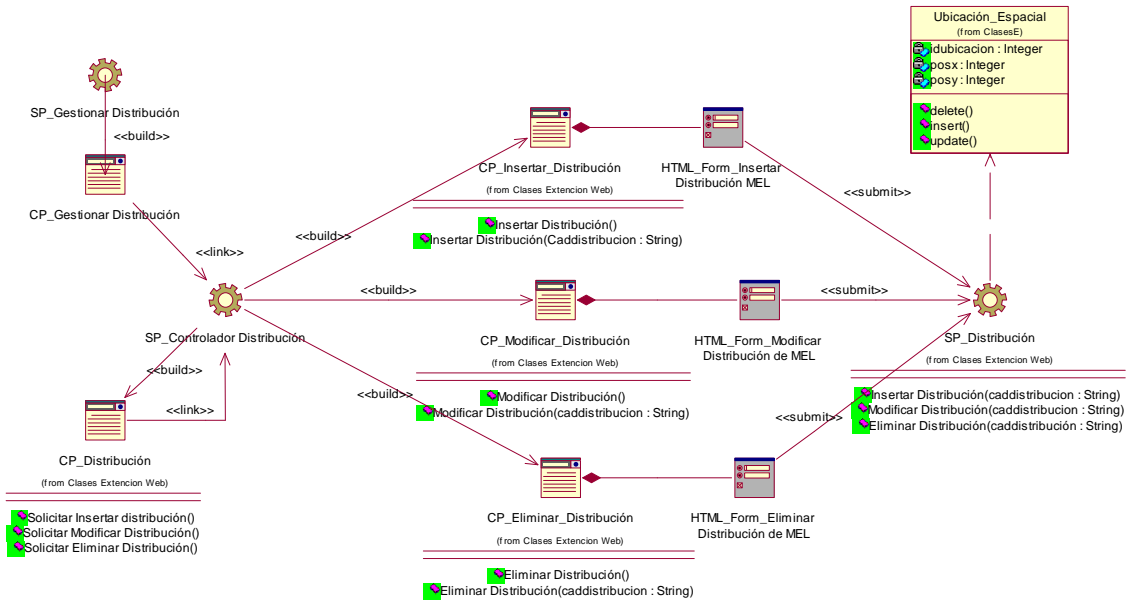 Ubicación_Espacial
(from ClasesE)
idubicacion : Integer
posx : Integer
posy : Integer
delete()
insert()
update()
SP_Gestionar Distribución
<<build>>
CP_Gestionar Distribución
<<link>>
SP_Controlador Distribución
<<build>>
<<link>>
CP_Distribución
(from Clases Extencion Web)
Solicitar Insertar distribución()
Solicitar Modificar Distribución()
Solicitar Eliminar Distribución()
<<build>>
CP_Insertar_Distribución
(from Clases Extencion Web)
Insertar Distribución()
Insertar Distribución(Caddistribucion : String)
HTML_Form_Insertar
Distribución MEL
<<submit>>
<<build>>
CP_Modificar_Distribución
(from Clases Extencion Web)
Modificar Distribución()
Modificar Distribución(caddistribucion : String)
HTML_Form_Modificar
Distribución de MEL
<<submit>>
<<build>>
CP_Eliminar_Distribución
(from Clases Extencion Web)
Eliminar Distribución()
Eliminar Distribución(caddistribución : String)
HTML_Form_Eliminar
Distribución de MEL
<<submit>>
SP_Distribución
(from Clases Extencion Web)
Insertar Distribución(caddistribución : String)
Modificar Distribución(caddistribución : String)
Eliminar Distribución(caddistribución : String)